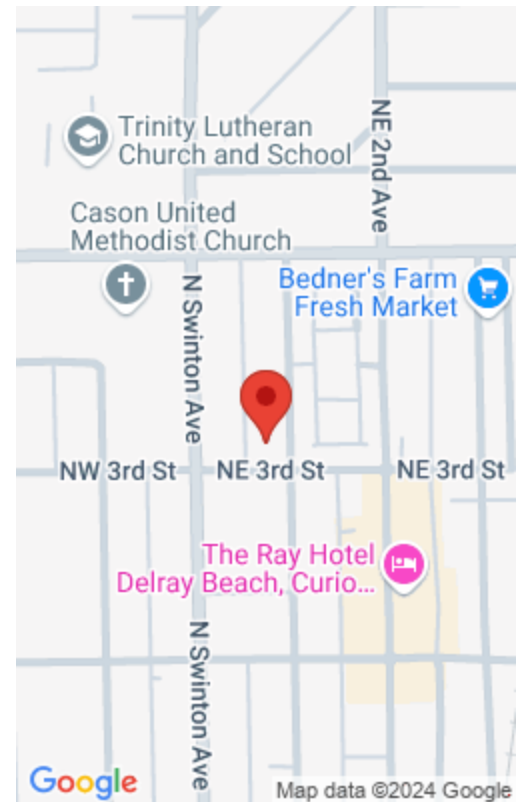 Trinity Lutheran
Church and School
NE 2nd Ave
Cason United
Methodist Church
Bedner's Farm
Fresh Market
N Swinton Ave
NW 3rd St
NE 3rd St
NE 3rd St
The Ray Hotel
Delray Beach, Curio...
N Swinton Ave
Google
Map data ©2024 Google